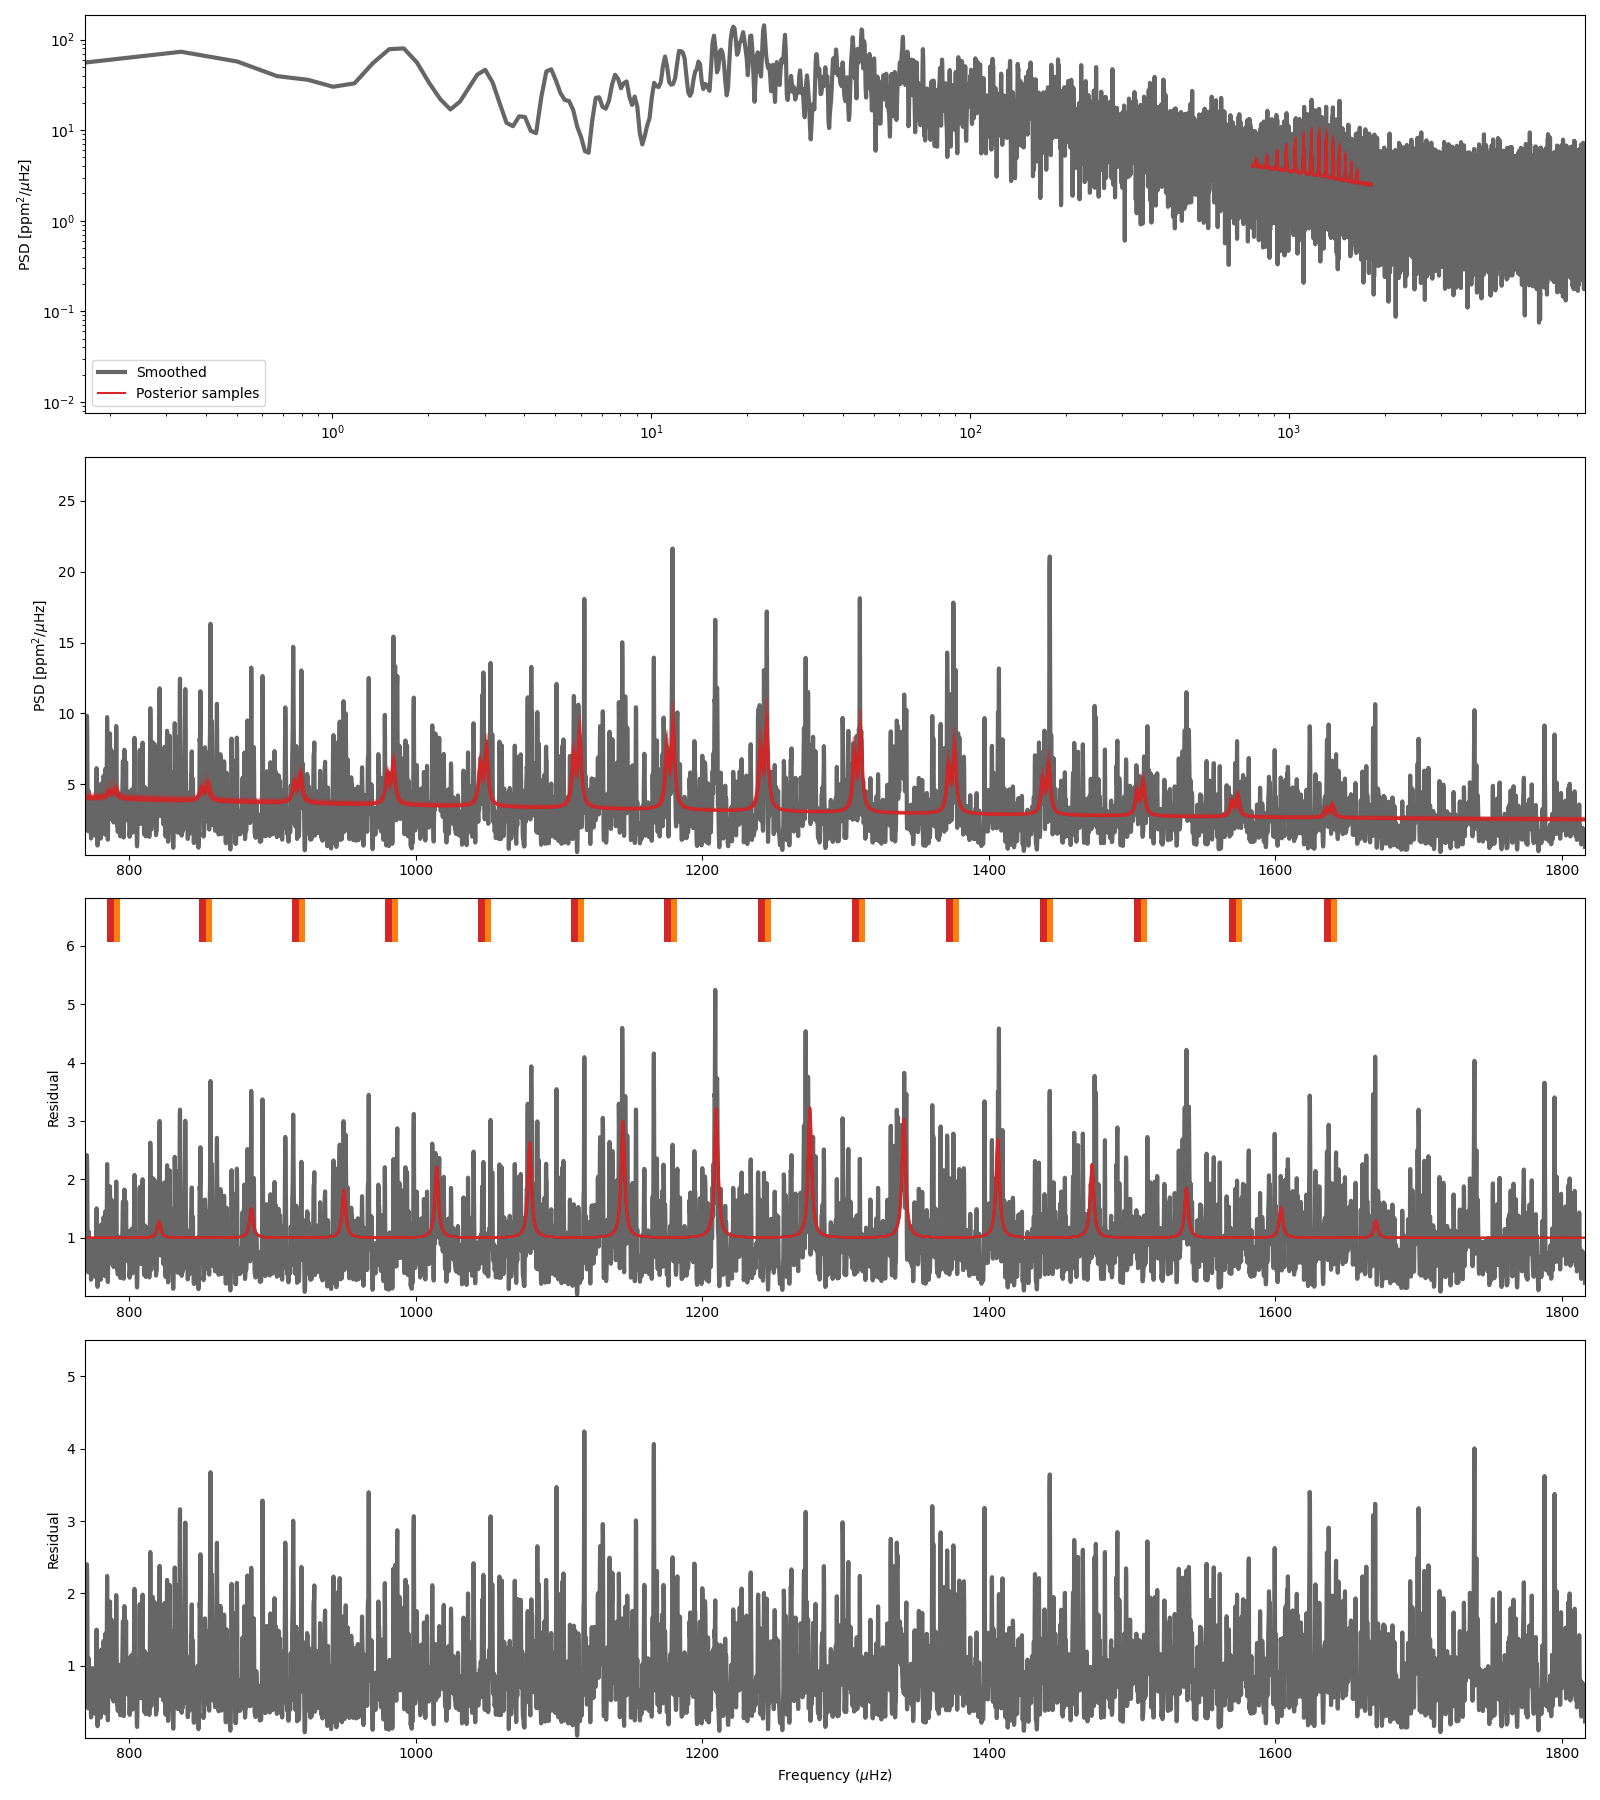 10² 
10¹
10⁰
10⁻¹
10⁻²
PSD [ppm²/μHz]
Smoothed
Posterior samples
10⁰ 10¹ 10² 10³
25
20
15
10
5
PSD [ppm²/μHz]
800 1000 1200 1400 1600 1800
6
5
4
3
2
1
Residual
800 1000 1200 1400 1600 1800
5
4
3
2
1
Residual
800 1000 1200 1400 1600 1800
Frequency (μHz)